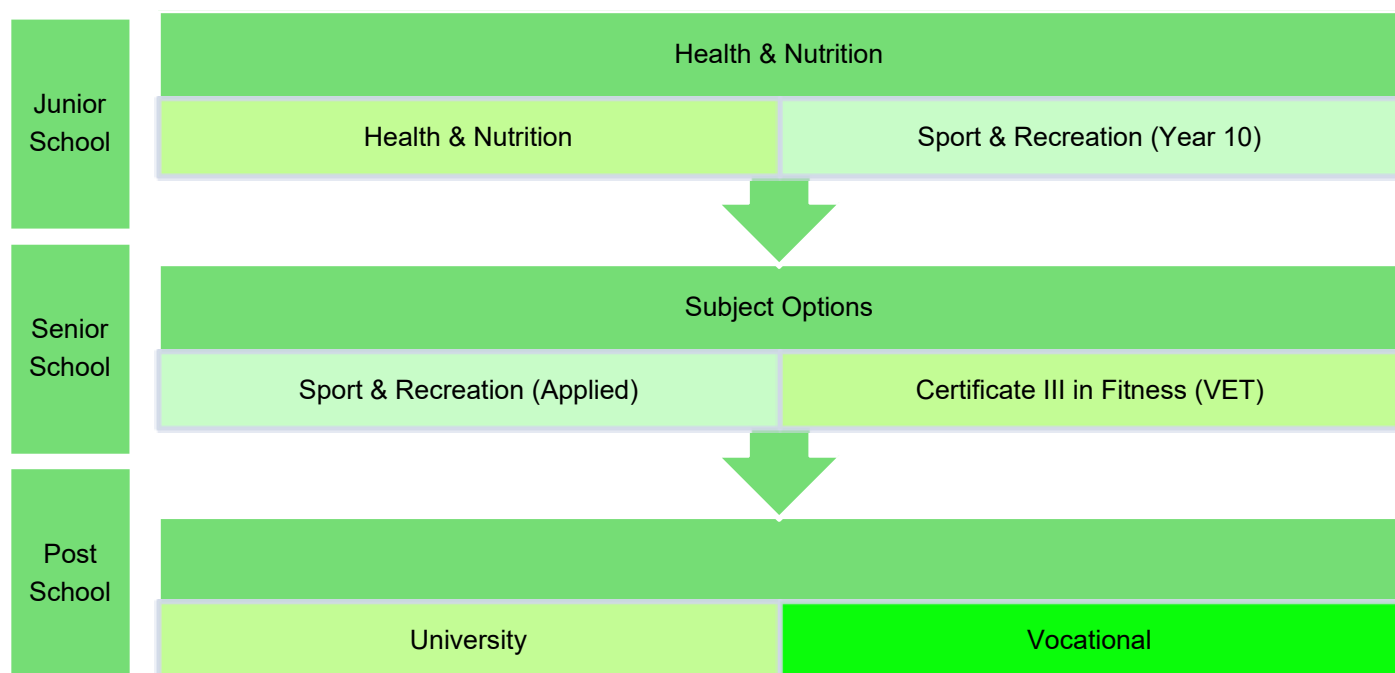 Junior
School
Health & Nutrition
Health & Nutrition
Sport & Recreation (Year 10)
Senior
School
Subject Options
Sport & Recreation (Applied)
Certificate III in Fitness (VET)
Post
School
University
Vocational